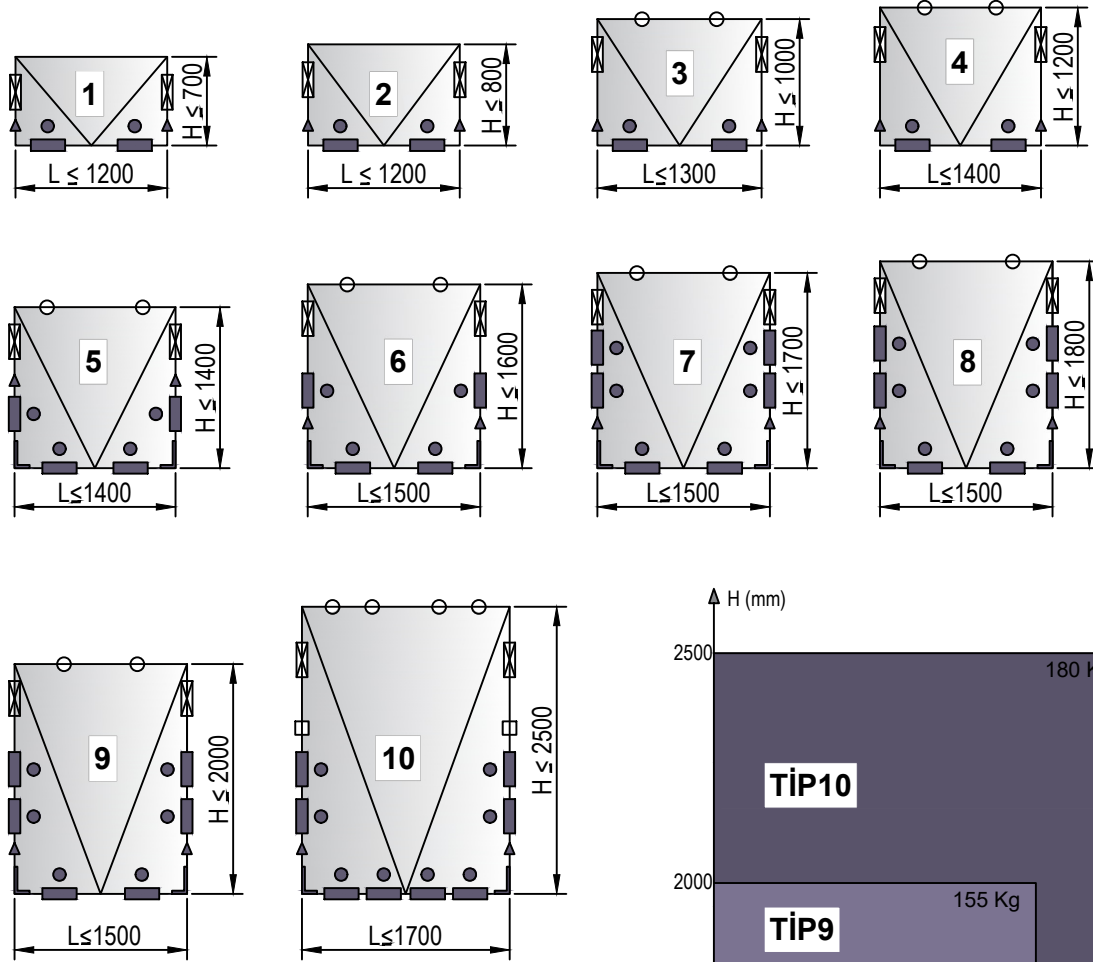 1
H ≤ 700
L ≤ 1200
2
H ≤ 800
L ≤ 1200
3
H ≤ 1000
L≤1300
4
H ≤ 1200
L≤1400
5
H ≤ 1400
L≤1400
6
H ≤ 1600
L≤1500
7
H ≤ 1700
L≤1500
8
H ≤ 1800
L≤1500
9
H ≤ 2000
L≤1500
10
H ≤ 2500
L≤1700
H (mm)
2500
180
TİP10
2000
155 Kg
TİP9